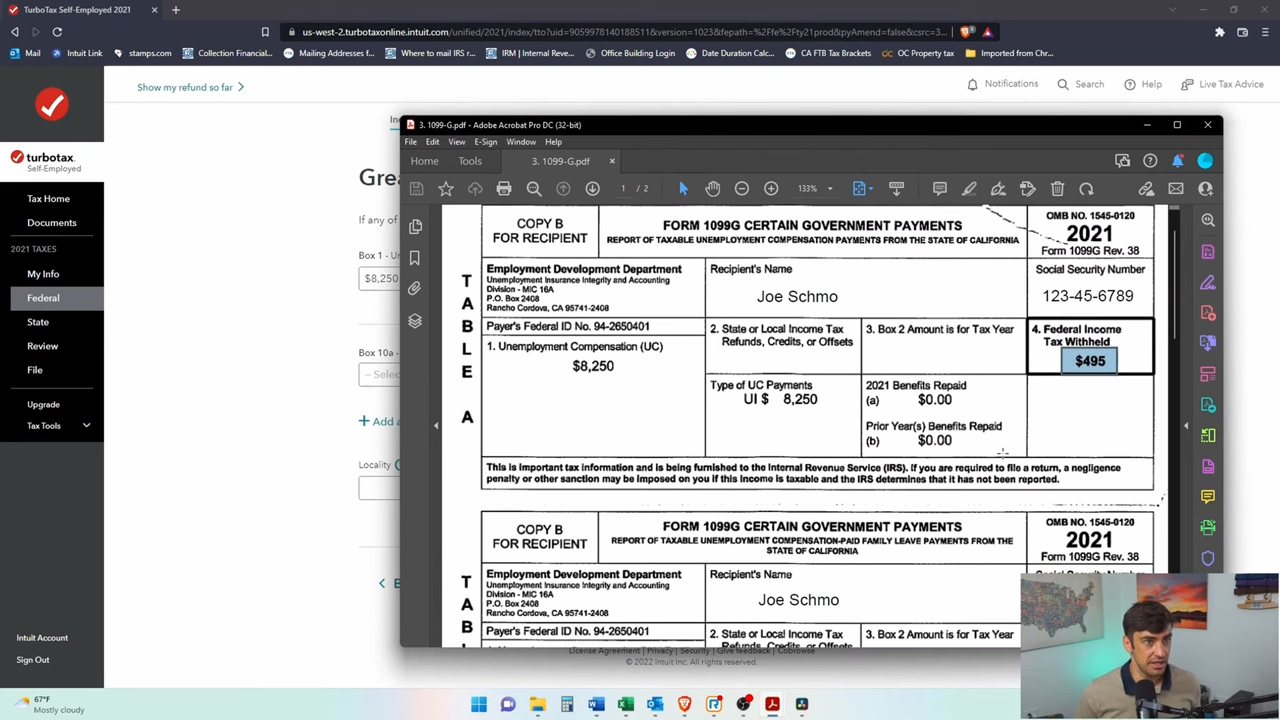 TurboTax Self-Employed 2021
us-west-2.turbotaxonline.intuit.com/unified/2021/index/tto?uid=9059978140188511&version=1023&fepath=%2Ffe%2Fty21prod&pyAmend=false&csrc=3...
Mail
Intuit Link
stamps.com
Collection Financial...
Mailing Addresses f...
Where to mail IRS r...
IRM | Internal Reve...
Office Building Login
Date Duration Calc...
CA FTB Tax Brackets
OC Property tax
Imported from Chr...
Show my refund so far
Notifications
Search
Help
Live Tax Advice
turbotax
Self-Employed
Tax Home
Documents
2021 TAXES
My Info
Federal
State
Review
File
Upgrade
Tax Tools
Intuit Account
Sign Out
If any of
Box 1 -
$8,250
Box 10a -
Add a
Locality
3. 1099-G.pdf - Adobe Acrobat Pro DC (32-bit)
File Edit View E-Sign Window Help
Home Tools 3. 1099-G.pdf
1 / 2
133%
COPY B
FOR RECIPIENT
FORM 1099G CERTAIN GOVERNMENT PAYMENTS
REPORT OF TAXABLE UNEMPLOYMENT COMPENSATION PAYMENTS FROM THE STATE OF CALIFORNIA
OMB NO. 1545-0120
2021
Form 1099G Rev. 38
TABLE A
Employment Development Department
Unemployment Insurance Integrity and Accounting
Division - MIC 16A
P.O. Box 2408
Rancho Cordova, CA 95741-2408
Recipient's Name
Joe Schmo
Social Security Number
123-45-6789
Payer's Federal ID No. 94-2650401
1. Unemployment Compensation (UC)
$8,250
2. State or Local Income Tax
Refunds, Credits, or Offsets
3. Box 2 Amount is for Tax Year
4. Federal Income
Tax Withheld
$495
Type of UC Payments
UI $ 8,250
2021 Benefits Repaid
(a) $0.00
Prior Year(s) Benefits Repaid
(b) $0.00
This is important tax information and is being furnished to the Internal Revenue Service (IRS). If you are required to file a return, a negligence
penalty or other sanction may be imposed on you if this income is taxable and the IRS determines that it has not been reported.
COPY B
FOR RECIPIENT
FORM 1099G CERTAIN GOVERNMENT PAYMENTS
REPORT OF TAXABLE UNEMPLOYMENT COMPENSATION-PAID FAMILY LEAVE PAYMENTS FROM THE
STATE OF CALIFORNIA
OMB NO. 1545-0120
2021
Form 1099G Rev. 38
TAB
Employment Development Department
Unemployment Insurance Integrity and Accounting
Division - MIC 16A
P.O. Box 2408
Rancho Cordova, CA 95741-2408
Recipient's Name
Joe Schmo
Payer's Federal ID No. 94-2650401
2. State or Local Income Tax
3. Box 2 Amount is for Tax Year
License Agreement | Privacy | Security | Give feedback | Cobrowse
© 2022 Intuit Inc. All rights reserved.
67°F
Mostly cloudy